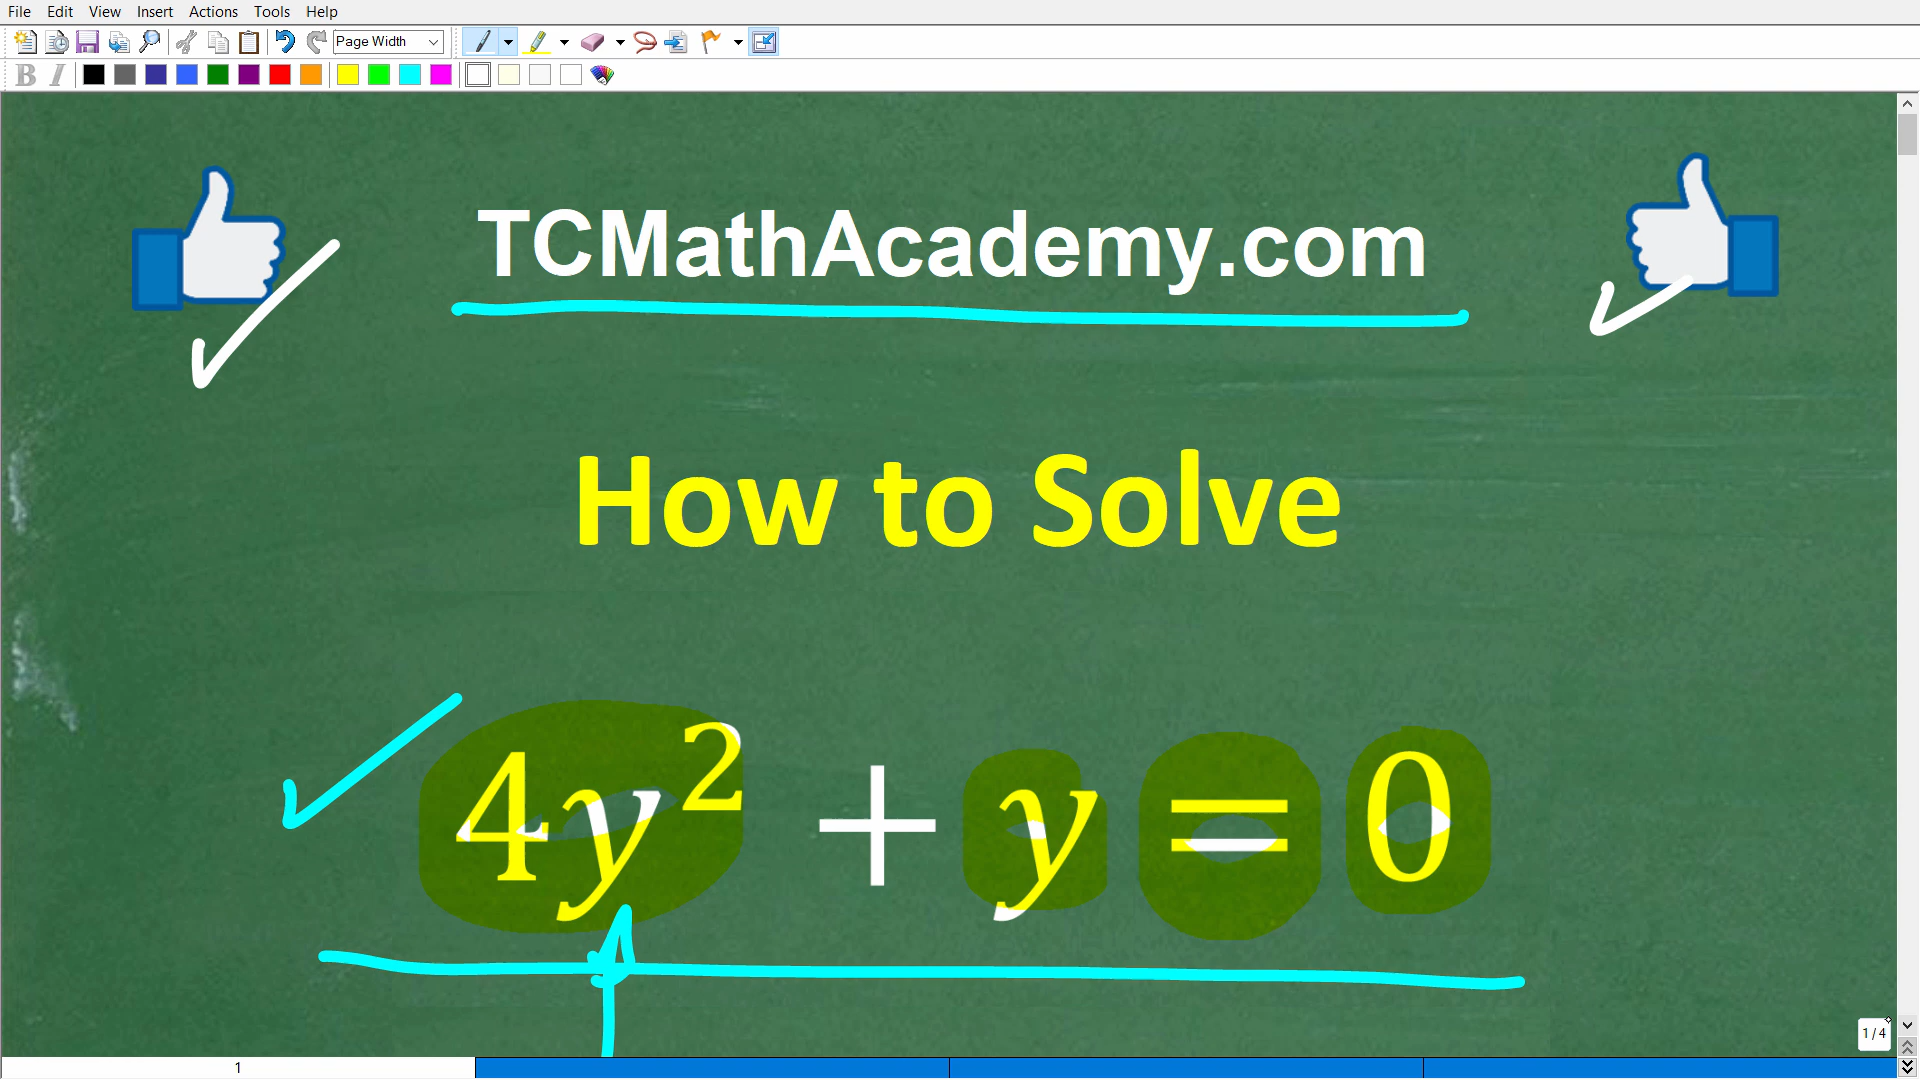 File Edit View Insert Actions Tools Help
Page Width
B I
TCMathAcademy.com
How to Solve
4y² + y = 0
1 / 4
1